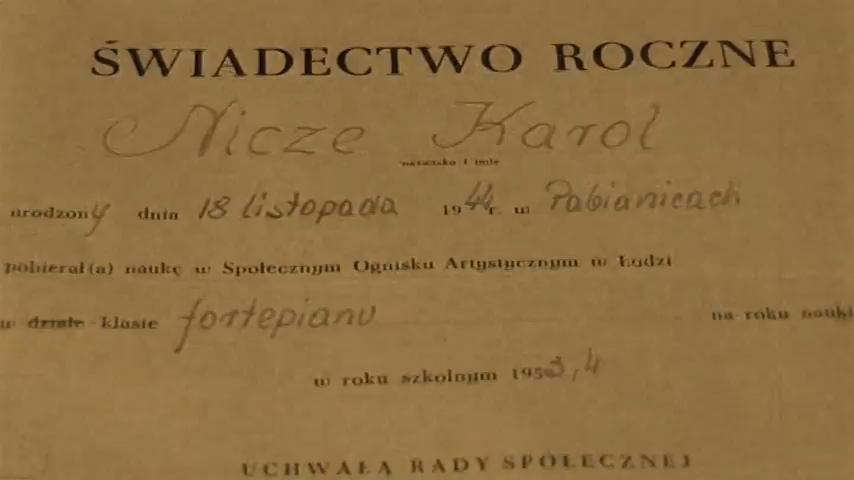 ŚWIADECTWO ROCZNE
Nicze Karol
nazwisko i imię
urodzony dnia 18 listopada 1944 r. w Pabianicach
pobierał(a) naukę w Społecznym Ognisku Artystycznym w Łodzi
w dziale klasie fortepianu na roku nauki
w roku szkolnym 1953,4
UCHWAŁĄ RADY SPOŁECZNEJ